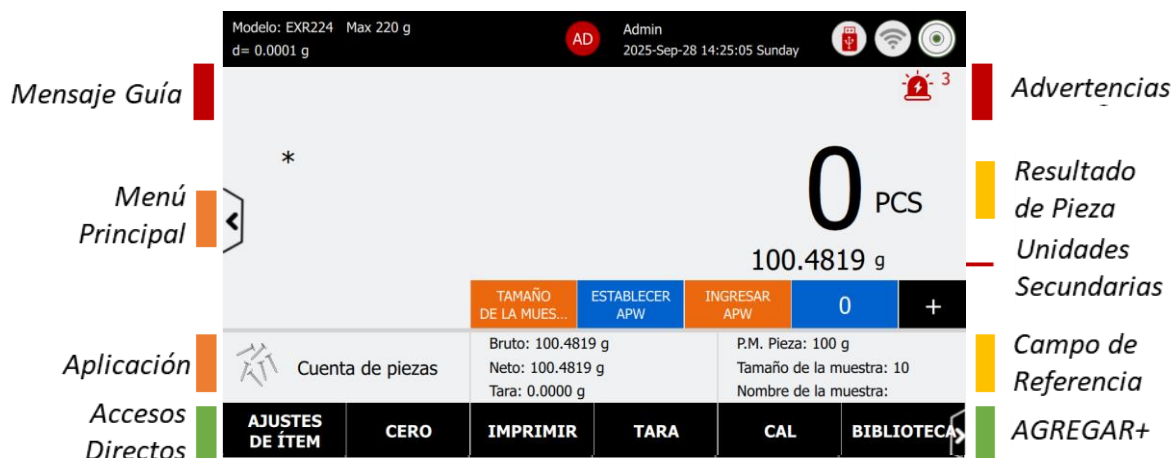 Modelo: EXR224 Max 220 g
d= 0.0001 g
AD
Admin
2025-Sep-28 14:25:05 Sunday
Mensaje Guía
3
Advertencias
*
Menú
Principal
0 PCS
Resultado
de Pieza
100.4819 g
Unidades
Secundarias
TAMAÑO
DE LA MUES...
ESTABLECER
APW
INGRESAR
APW
0
+
Aplicación
Cuenta de piezas
Bruto: 100.4819 g
Neto: 100.4819 g
Tara: 0.0000 g
P.M. Pieza: 100 g
Tamaño de la muestra: 10
Nombre de la muestra:
Campo de
Referencia
Accesos
Directos
AJUSTES
DE ÍTEM
CERO
IMPRIMIR
TARA
CAL
BIBLIOTECA
AGREGAR+